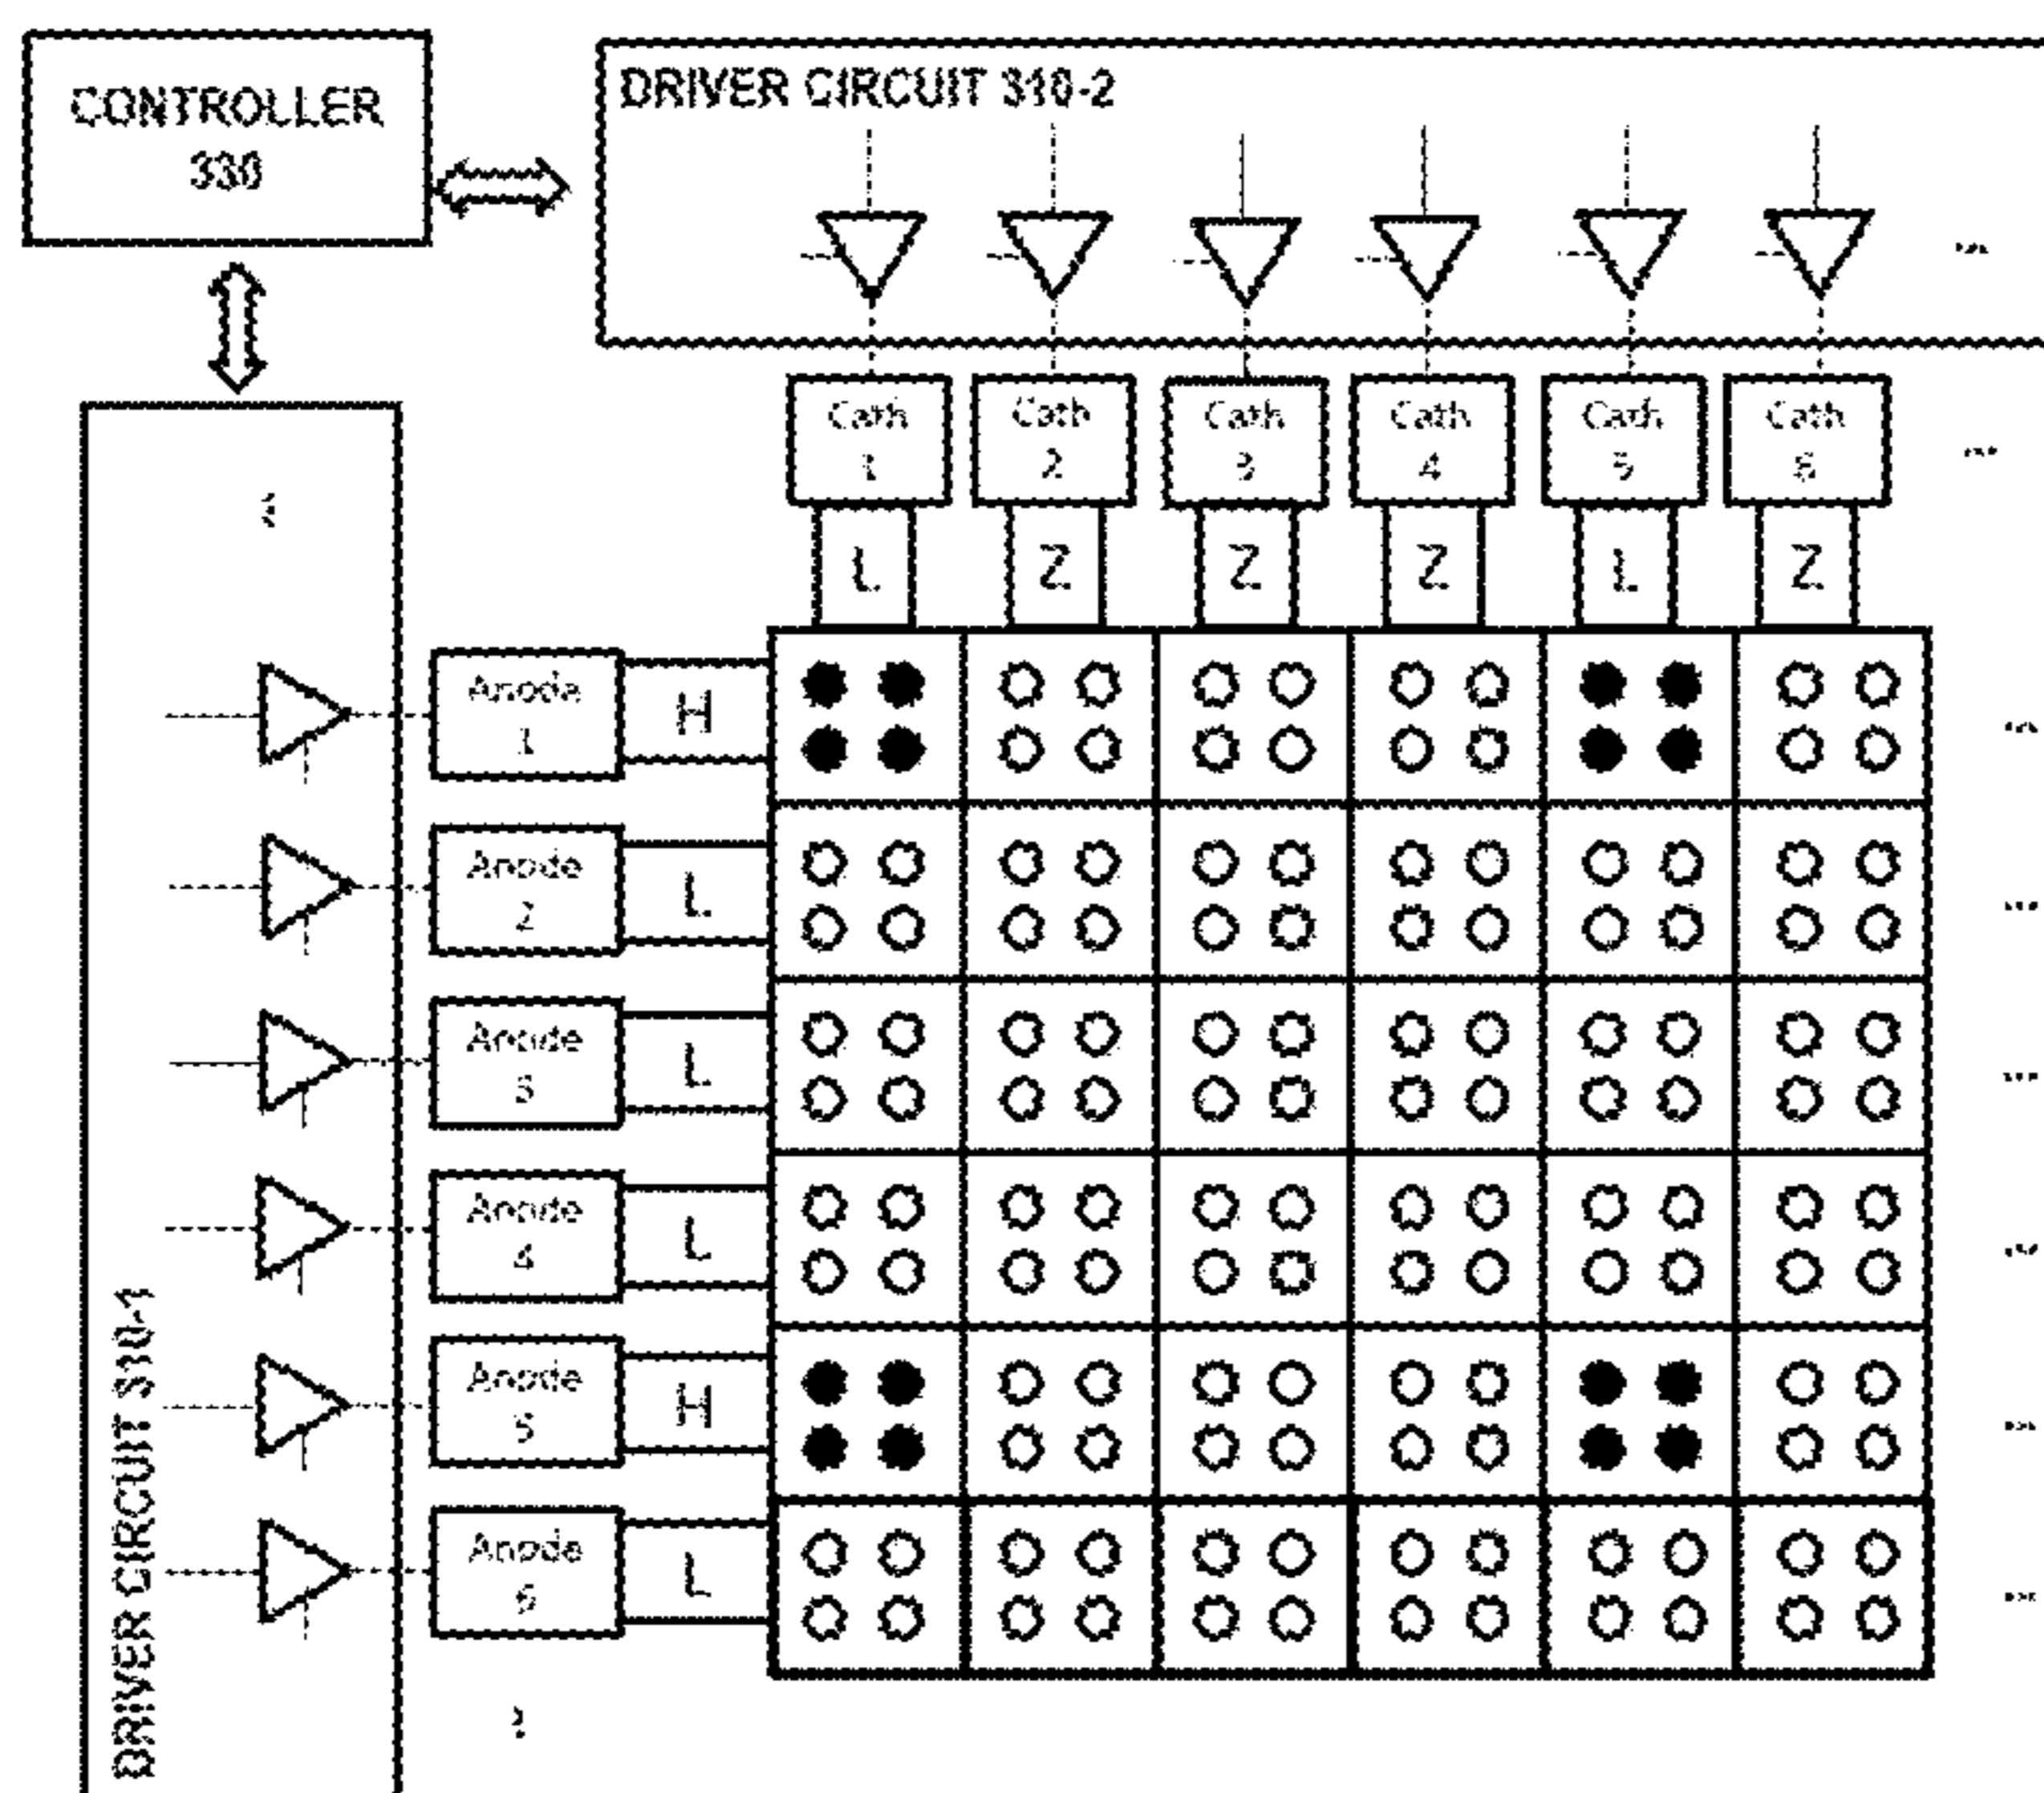 CONTROLLER
330
DRIVER CIRCUIT 310-2
Cath
1
Cath
2
Cath
3
Cath
4
Cath
5
Cath
6
L
Z
Z
Z
L
Z
Anode
1
H
Anode
2
L
Anode
3
L
Anode
4
L
Anode
5
H
Anode
6
L
DRIVER CIRCUIT 310-1